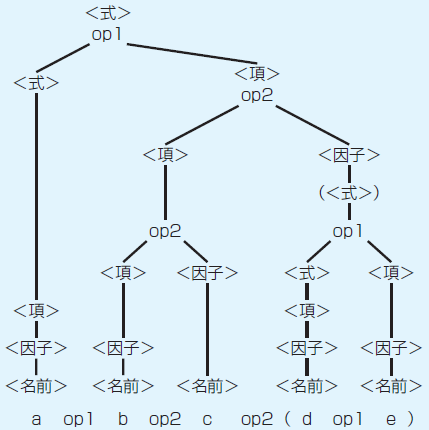 <式>
op1
<式> <項>
op2
<項> <因子>
(<式>)
op2 op1
<項> <因子> <式> <項>
<項> <項>
<因子> <因子> <因子> <因子>
<名前> <名前> <名前> <名前> <名前>
a op1 b op2 c op2 ( d op1 e )